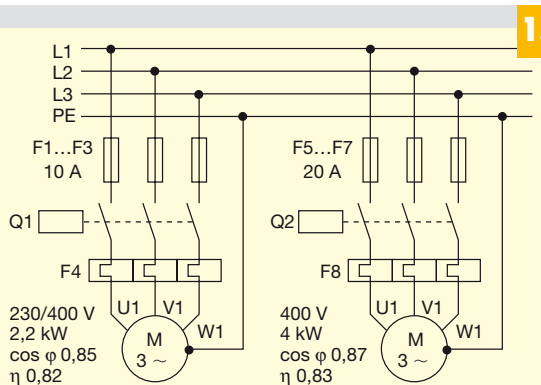 1.
L1
L2
L3
PE
F1...F3
10 A
F5...F7
20 A
Q1
Q2
F4
F8
230/400 V
2,2 kW
cos φ 0,85
η 0,82
U1
V1
W1
M
3 ~
400 V
4 kW
cos φ 0,87
η 0,83
U1
V1
W1
M
3 ~